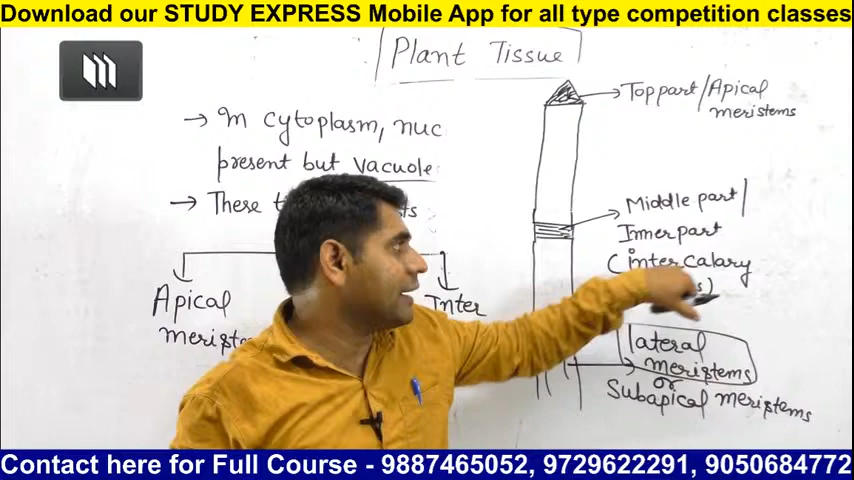 Download our STUDY EXPRESS Mobile App for all type competition classes
Plant Tissue
→ In cytoplasm, nuc
present but vacuole
→ These
Apical
Inter
Top part/Apical
meristems
Middle part/
Inner part
(intercalary
lateral
meristems
or
Subapical meristems
Contact here for Full Course - 9887465052, 9729622291, 9050684772